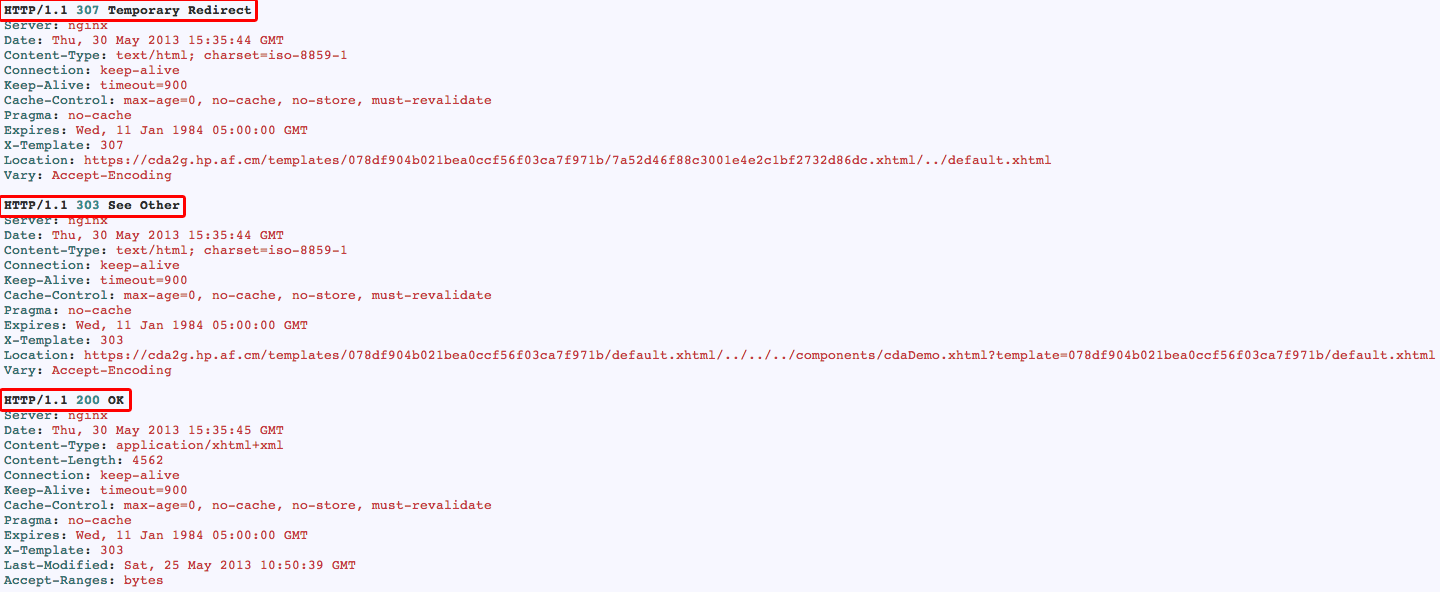 HTTP/1.1 307 Temporary Redirect
Server: nginx
Date: Thu, 30 May 2013 15:35:44 GMT
Content-Type: text/html; charset=iso-8859-1
Connection: keep-alive
Keep-Alive: timeout=900
Cache-Control: max-age=0, no-cache, no-store, must-revalidate
Pragma: no-cache
Expires: Wed, 11 Jan 1984 05:00:00 GMT
X-Template: 307
Location: https://cda2g.hp.af.cm/templates/078df904b021bea0ccf56f03ca7f971b/7a52d46f88c3001e4e2c1bf2732d86dc.xhtml/../default.xhtml
Vary: Accept-Encoding
HTTP/1.1 303 See Other
Server: nginx
Date: Thu, 30 May 2013 15:35:44 GMT
Content-Type: text/html; charset=iso-8859-1
Connection: keep-alive
Keep-Alive: timeout=900
Cache-Control: max-age=0, no-cache, no-store, must-revalidate
Pragma: no-cache
Expires: Wed, 11 Jan 1984 05:00:00 GMT
X-Template: 303
Location: https://cda2g.hp.af.cm/templates/078df904b021bea0ccf56f03ca7f971b/default.xhtml/../../../components/cdaDemo.xhtml?template=078df904b021bea0ccf56f03ca7f971b/default.xhtml
Vary: Accept-Encoding
HTTP/1.1 200 OK
Server: nginx
Date: Thu, 30 May 2013 15:35:45 GMT
Content-Type: application/xhtml+xml
Content-Length: 4562
Connection: keep-alive
Keep-Alive: timeout=900
Cache-Control: max-age=0, no-cache, no-store, must-revalidate
Pragma: no-cache
Expires: Wed, 11 Jan 1984 05:00:00 GMT
X-Template: 303
Last-Modified: Sat, 25 May 2013 10:50:39 GMT
Accept-Ranges: bytes